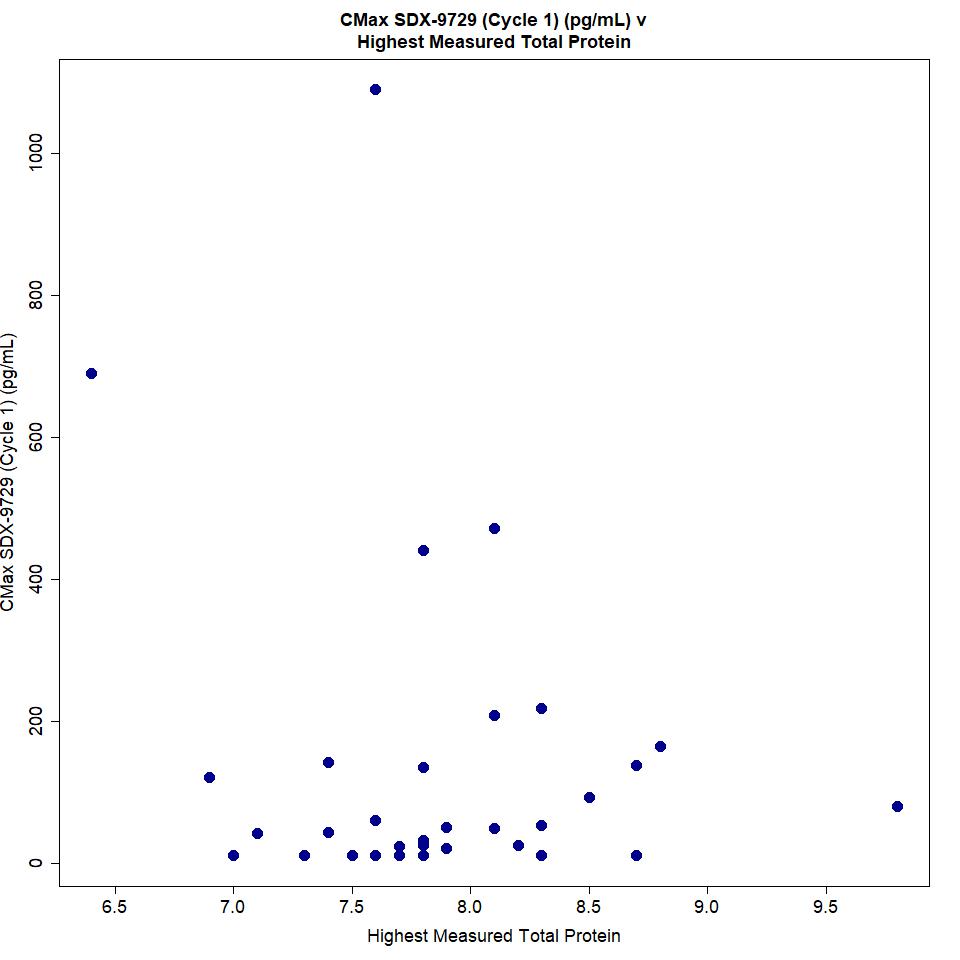 CMax SDX-9729 (Cycle 1) (pg/mL) v
Highest Measured Total Protein
CMax SDX-9729 (Cycle 1) (pg/mL)
1000
800
600
400
200
0
6.5 7.0 7.5 8.0 8.5 9.0 9.5
Highest Measured Total Protein